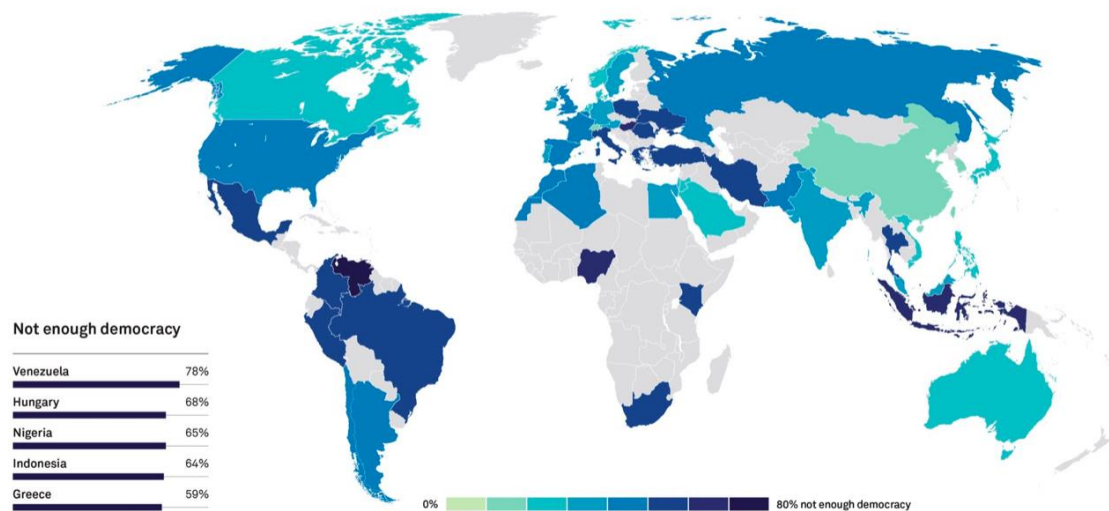 Not enough democracy
Venezuela 78%
Hungary 68%
Nigeria 65%
Indonesia 64%
Greece 59%
0% 80% not enough democracy